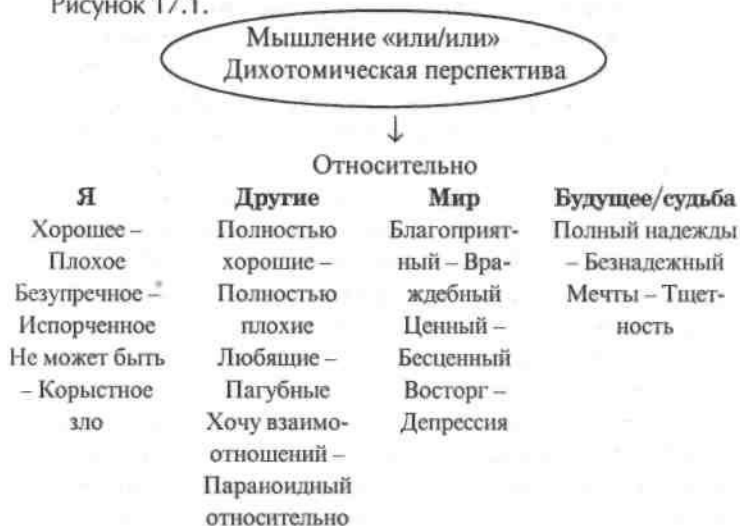 Рисунок 17.1.
Мышление «или/или»
Дихотомическая перспектива
↓
Относительно
Я
Хорошее –
Плохое
Безупречное –
Испорченное
Не может быть
– Корыстное
зло
Другие
Полностью
хорошие –
Полностью
плохие
Любящие –
Пагубные
Хочу взаимо-
отношений –
Параноидный
относительно
Мир
Благоприят-
ный – Вра-
ждебный
Ценный –
Бесценный
Восторг –
Депрессия
Будущее/судьба
Полный надежды
– Безнадежный
Мечты – Тщет-
ность